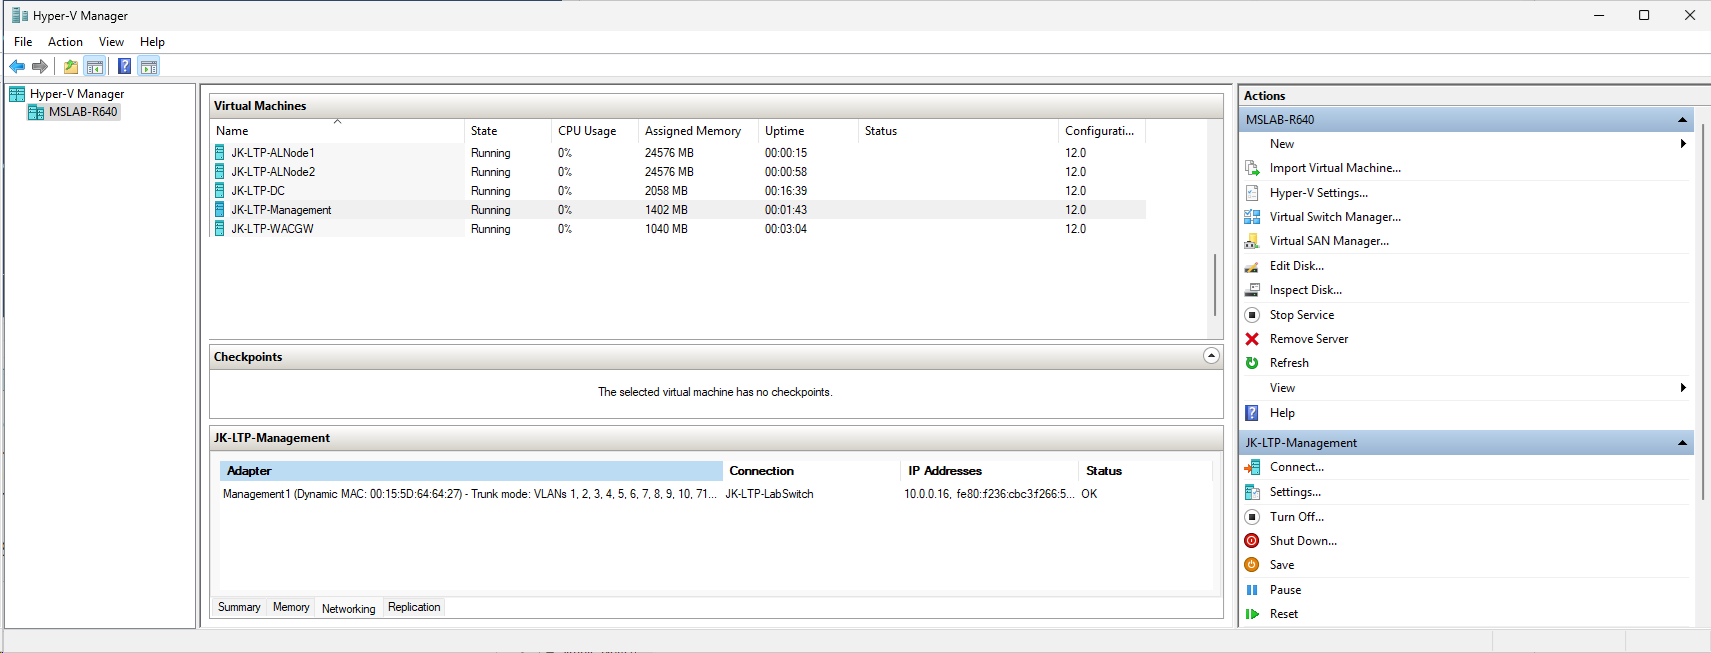 Hyper-V Manager
File Action View Help
Hyper-V Manager
MSLAB-R640
Virtual Machines
Name State CPU Usage Assigned Memory Uptime Status Configurati...
JK-LTP-ALNode1 Running 0% 24576 MB 00:00:15 12.0
JK-LTP-ALNode2 Running 0% 24576 MB 00:00:58 12.0
JK-LTP-DC Running 0% 2058 MB 00:16:39 12.0
JK-LTP-Management Running 0% 1402 MB 00:01:43 12.0
JK-LTP-WACGW Running 0% 1040 MB 00:03:04 12.0
Checkpoints
The selected virtual machine has no checkpoints.
JK-LTP-Management
Adapter Connection IP Addresses Status
Management1 (Dynamic MAC: 00:15:5D:64:64:27) - Trunk mode: VLANs 1, 2, 3, 4, 5, 6, 7, 8, 9, 10, 71... JK-LTP-LabSwitch 10.0.0.16, fe80::f236:cbc3:f266:5... OK
Summary Memory Networking Replication
Actions
MSLAB-R640
New
Import Virtual Machine...
Hyper-V Settings...
Virtual Switch Manager...
Virtual SAN Manager...
Edit Disk...
Inspect Disk...
Stop Service
Remove Server
Refresh
View
Help
JK-LTP-Management
Connect...
Settings...
Turn Off...
Shut Down...
Save
Pause
Reset